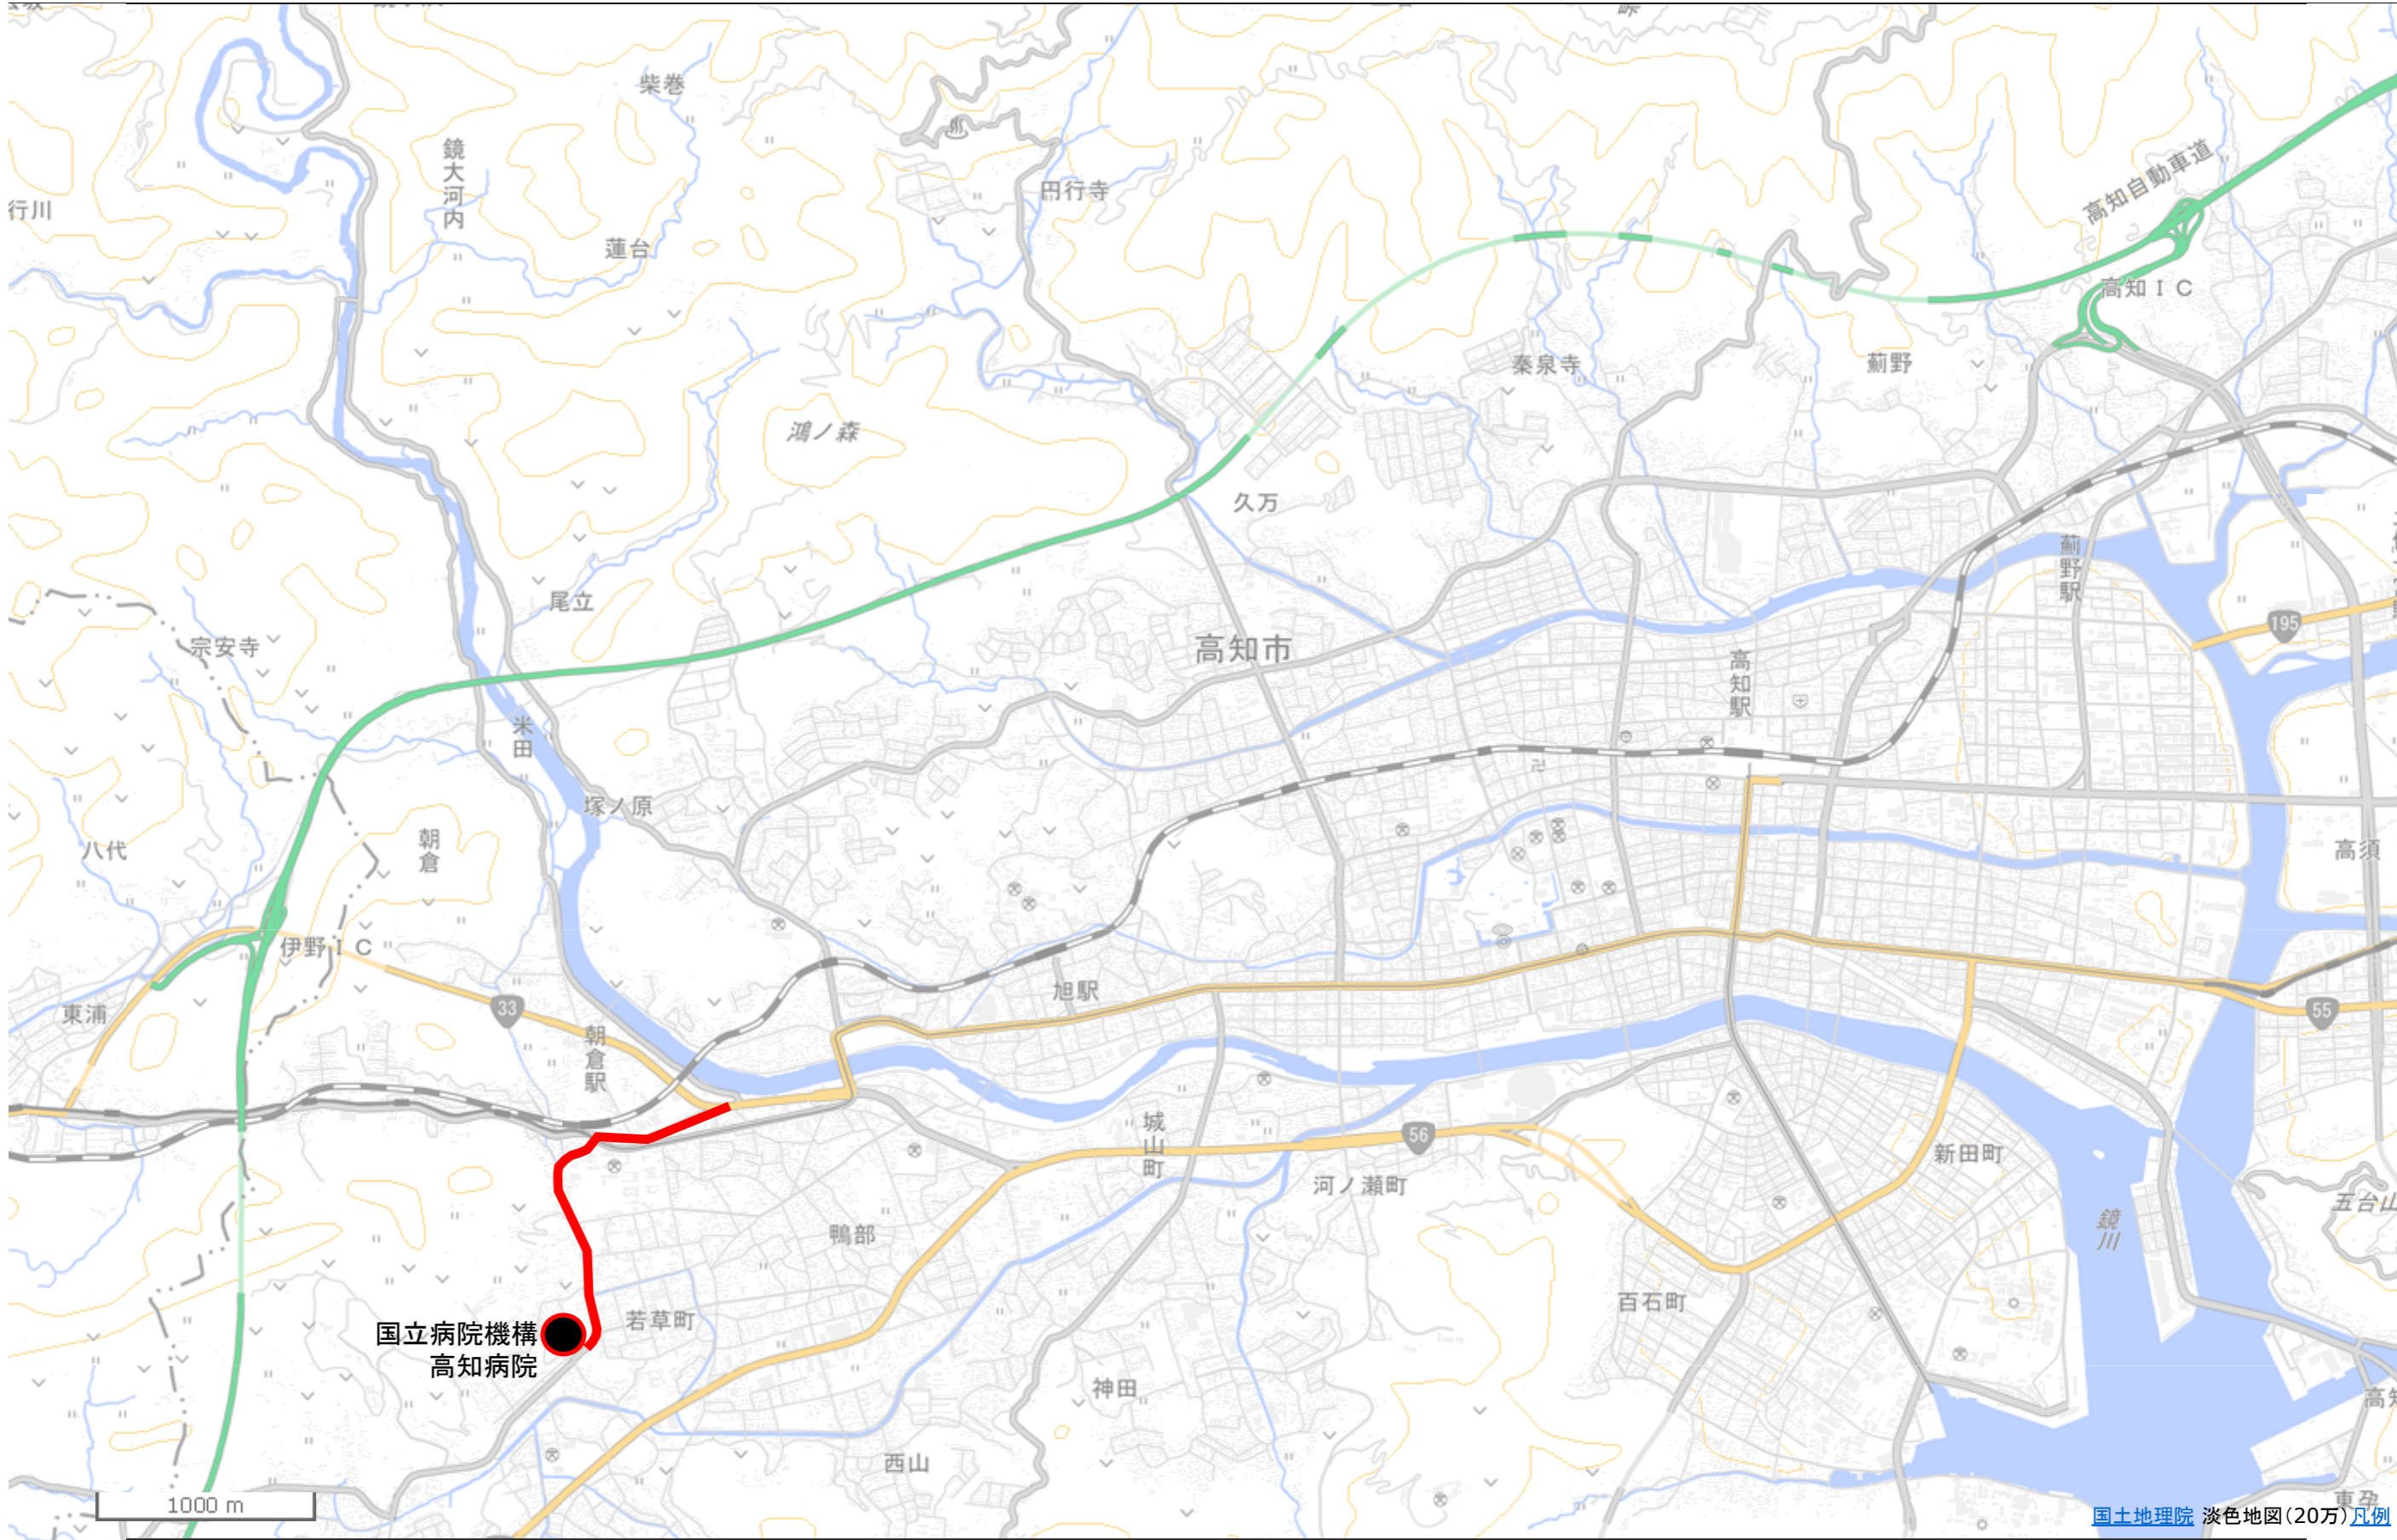 柴巻
鏡大河内
行川
円行寺
蓮台
高知自動車道
高知ＩＣ
秦泉寺
薊野
鴻ノ森
久万
薊野駅
尾立
195
宗安寺
高知市
高知駅
米田
塚ノ原
八代
朝倉
高須
伊野ＩＣ
東浦
33
旭駅
55
朝倉駅
城山町
56
新田町
河ノ瀬町
五台山
鏡川
鴨部
百石町
若草町
国立病院機構
高知病院
神田
高知
西山
1000 m
東孕
国土地理院 淡色地図(20万)凡例